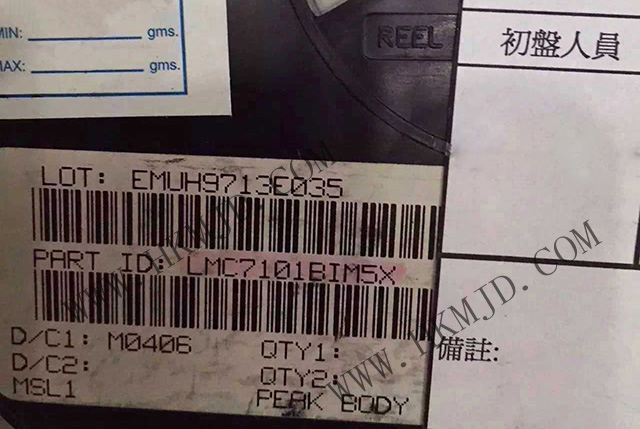 MIN: gms.
MAX: gms.
REEL
初盤人員
LOT: EMUH9713E035
PART ID: LMC7101BIM5X
D/C1: M0406 QTY1:
D/C2: QTY2:
MSL1 PEAK BODY
備註:
WWW.HKMJD.COM
WWW.HKMJD.COM